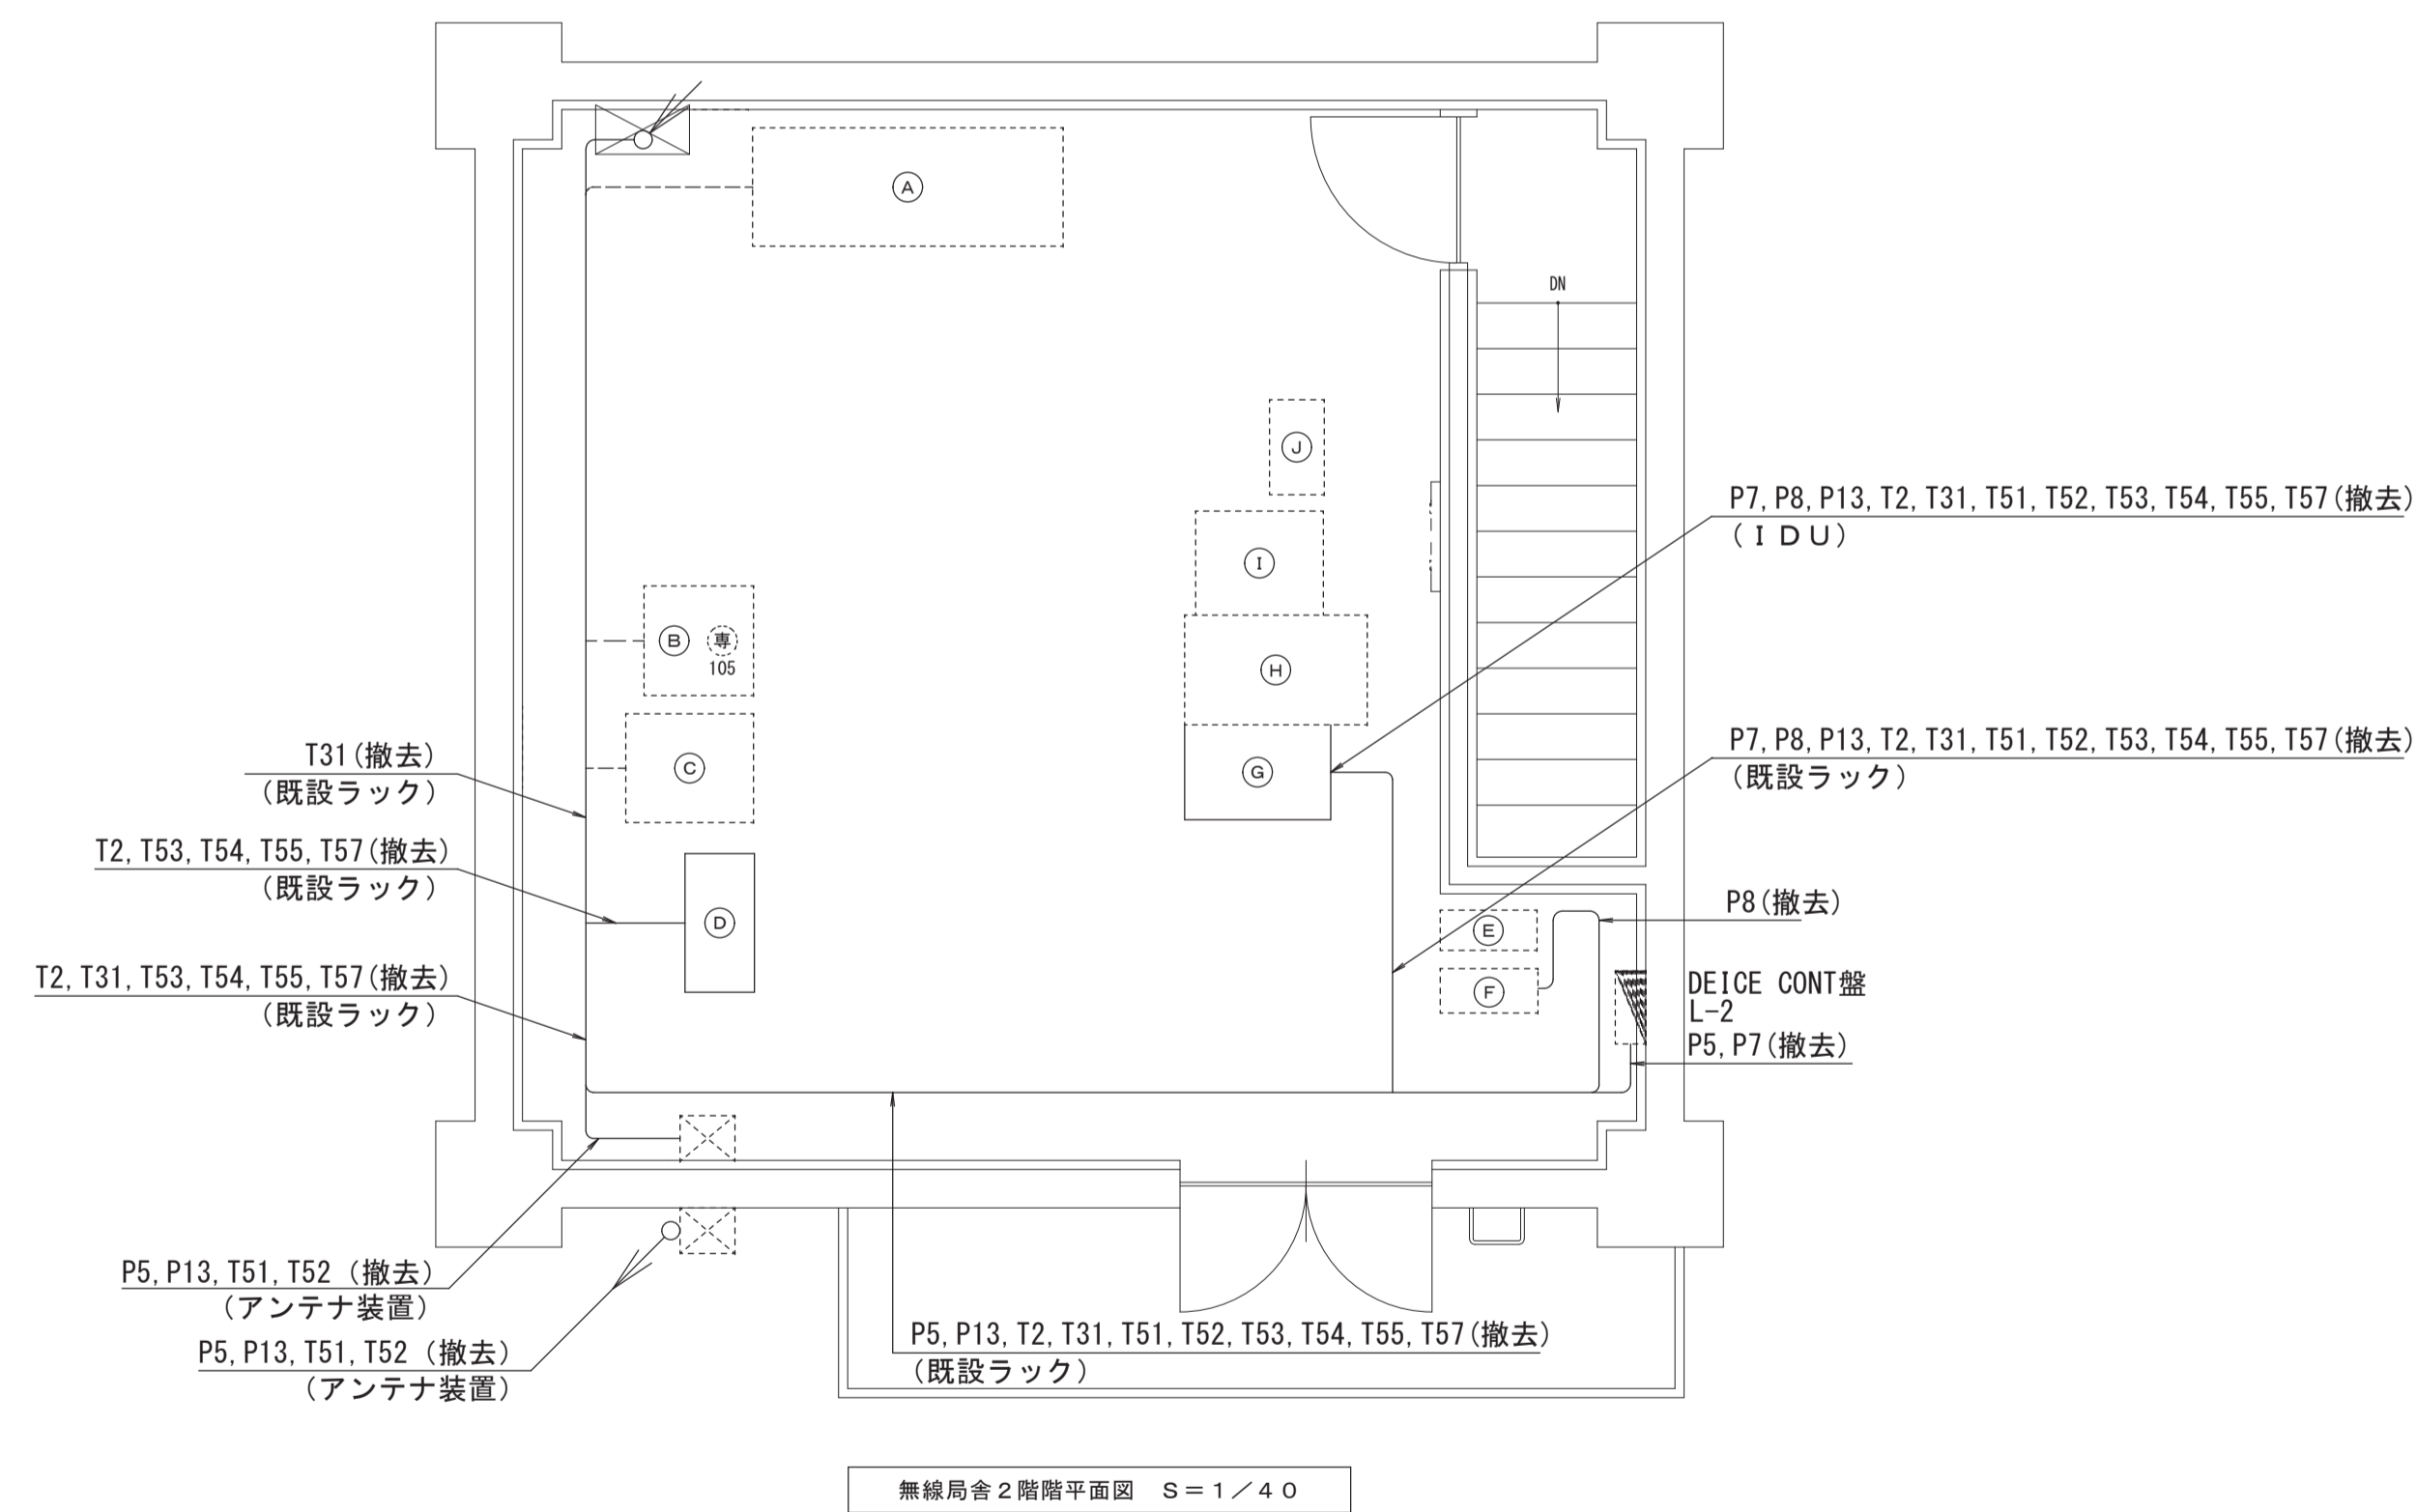 A
DN
J
P7, P8, P13, T2, T31, T51, T52, T53, T54, T55, T57(撤去)
(ＩＤＵ)
I
B 専
105
H
P7, P8, P13, T2, T31, T51, T52, T53, T54, T55, T57(撤去)
(既設ラック)
T31(撤去)
(既設ラック)
C
G
T2, T53, T54, T55, T57(撤去)
(既設ラック)
P8(撤去)
D
E
T2, T31, T53, T54, T55, T57(撤去)
(既設ラック)
F
DEICE CONT盤
L-2
P5, P7(撤去)
P5, P13, T51, T52 (撤去)
(アンテナ装置)
P5, P13, T51, T52 (撤去)
(アンテナ装置)
P5, P13, T2, T31, T51, T52, T53, T54, T55, T57(撤去)
(既設ラック)
無線局舎２階階平面図　Ｓ＝１／４０